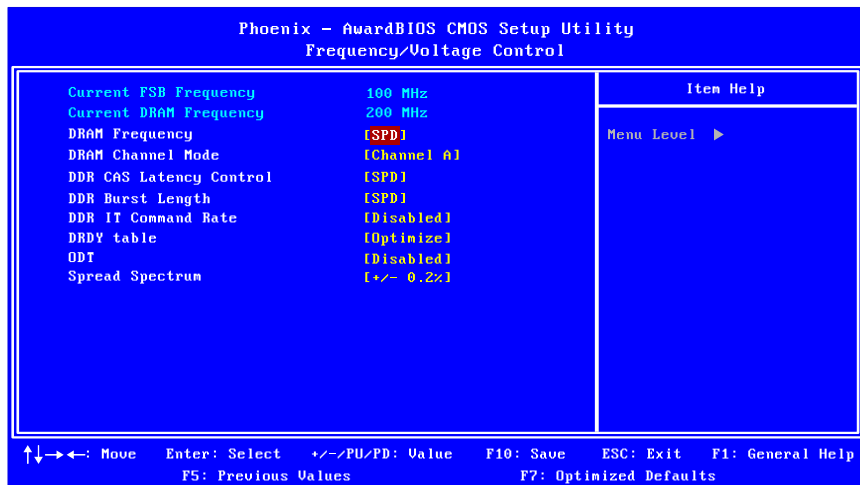 Phoenix – AwardBIOS CMOS Setup Utility
Frequency/Voltage Control
Current FSB Frequency 100 MHz
Current DRAM Frequency 200 MHz
DRAM Frequency [SPD]
DRAM Channel Mode [Channel A]
DDR CAS Latency Control [SPD]
DDR Burst Length [SPD]
DDR IT Command Rate [Disabled]
DRDY table [Optimize]
ODT [Disabled]
Spread Spectrum [+/- 0.2%]
Item Help
Menu Level ▶
↑↓→←: Move Enter: Select +/-/PU/PD: Value F10: Save ESC: Exit F1: General Help
F5: Previous Values F7: Optimized Defaults